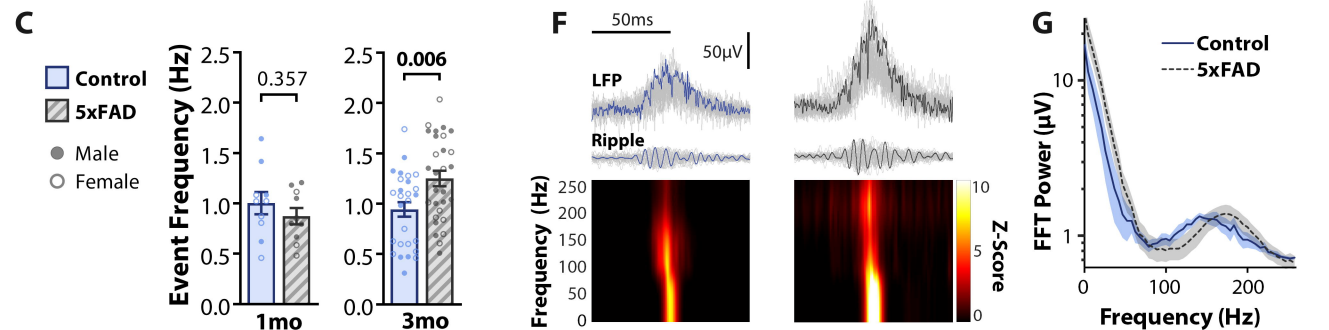 C
Control
5xFAD
Male
Female
Event Frequency (Hz)
2.5
2.0
1.5
1.0
0.5
0.0
0.357
1mo
2.5
2.0
1.5
1.0
0.5
0.0
0.006
3mo
F
50ms
50µV
LFP
Ripple
Frequency (Hz)
250
200
150
100
50
0
10
5
0
Z-Score
G
Control
5xFAD
FFT Power (µV)
10
1
0
100
200
Frequency (Hz)